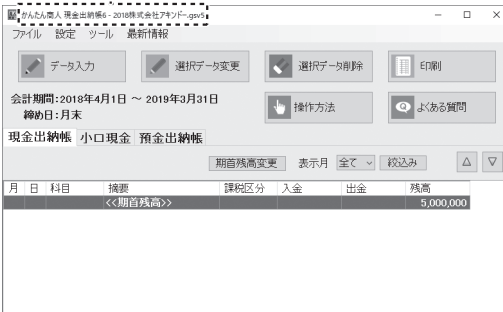 かんたん商人 現金出納帳6 - 2018株式会社アキンドー.gsv5
ファイル 設定 ツール 最新情報
データ入力 選択データ変更 選択データ削除 印刷
会計期間:2018年4月1日 ～ 2019年3月31日
締め日:月末
操作方法 よくある質問
現金出納帳 小口現金 預金出納帳
期首残高変更 表示月 全て 絞込み △ ▽
月 日 科目 摘要 課税区分 入金 出金 残高
<<期首残高>> 5,000,000